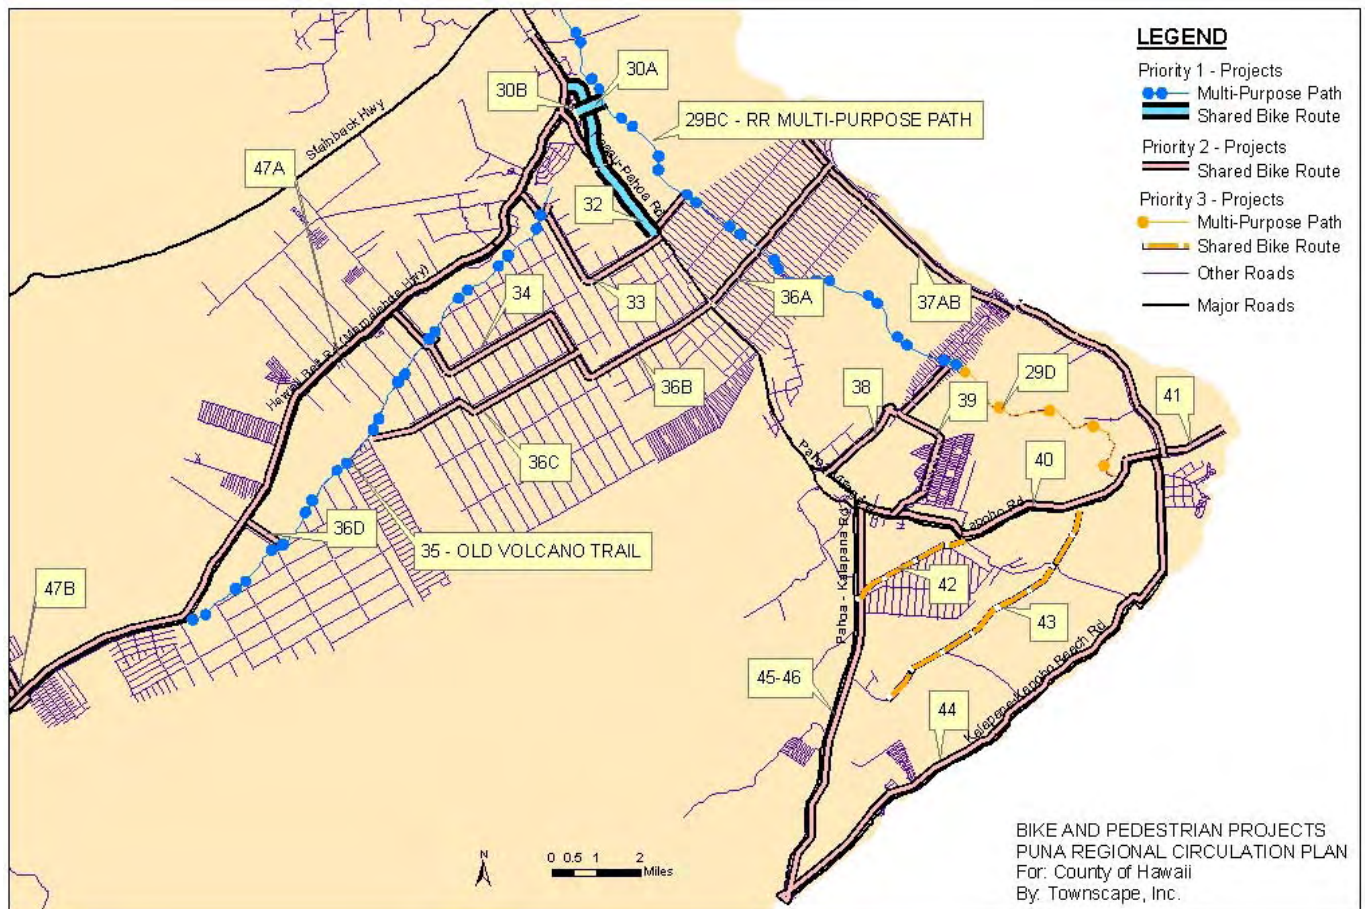 LEGEND
Priority 1 - Projects
Multi-Purpose Path
Shared Bike Route
Priority 2 - Projects
Shared Bike Route
Priority 3 - Projects
Multi-Purpose Path
Shared Bike Route
Other Roads
Major Roads
30A
30B
29BC - RR MULTI-PURPOSE PATH
Stainback Hwy
47A
32
34
33
36A
37AB
36B
38
39
29D
41
36C
40
Kapoho Rd
36D
35 - OLD VOLCANO TRAIL
42
43
47B
Pahoa - Kalapana Rd
45-46
44
Kalapana-Kapoho Beach Rd
N
0 0.5 1 2
Miles
BIKE AND PEDESTRIAN PROJECTS
PUNA REGIONAL CIRCULATION PLAN
For: County of Hawaii
By: Townscape, Inc.